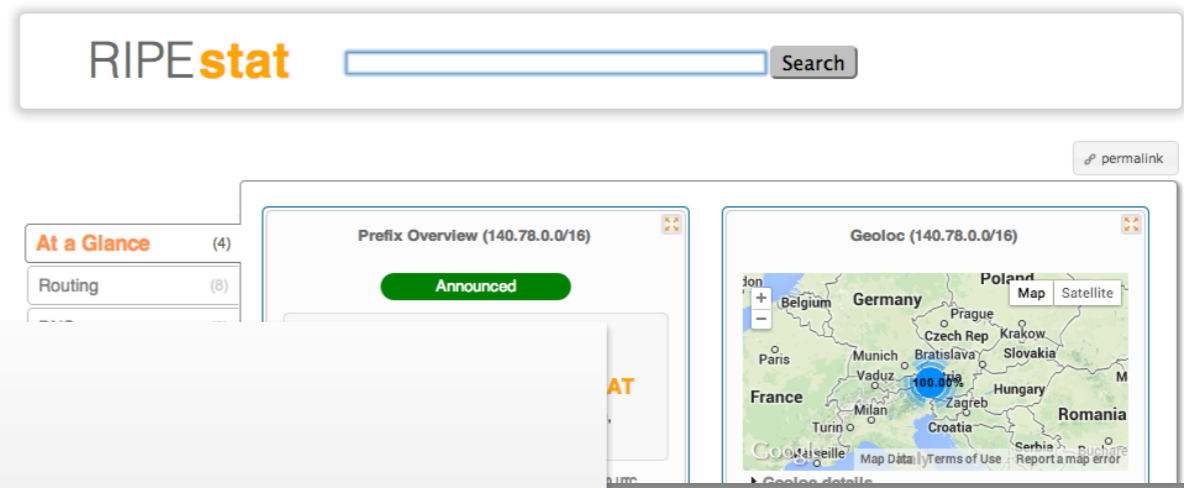 RIPEstat
Search
permalink
At a Glance (4)
Routing (8)
Prefix Overview (140.78.0.0/16)
Announced
AT
Geoloc (140.78.0.0/16)
Map Satellite
Belgium
Germany
Poland
Prague
Czech Rep
Krakow
Paris
Munich
Bratislava
Slovakia
Vaduz
100.00%
Hungary
France
Zagreb
Milan
Romania
Turin
Croatia
Serbia
Google
Map Data Terms of Use Report a map error
Italy
Geoloc details